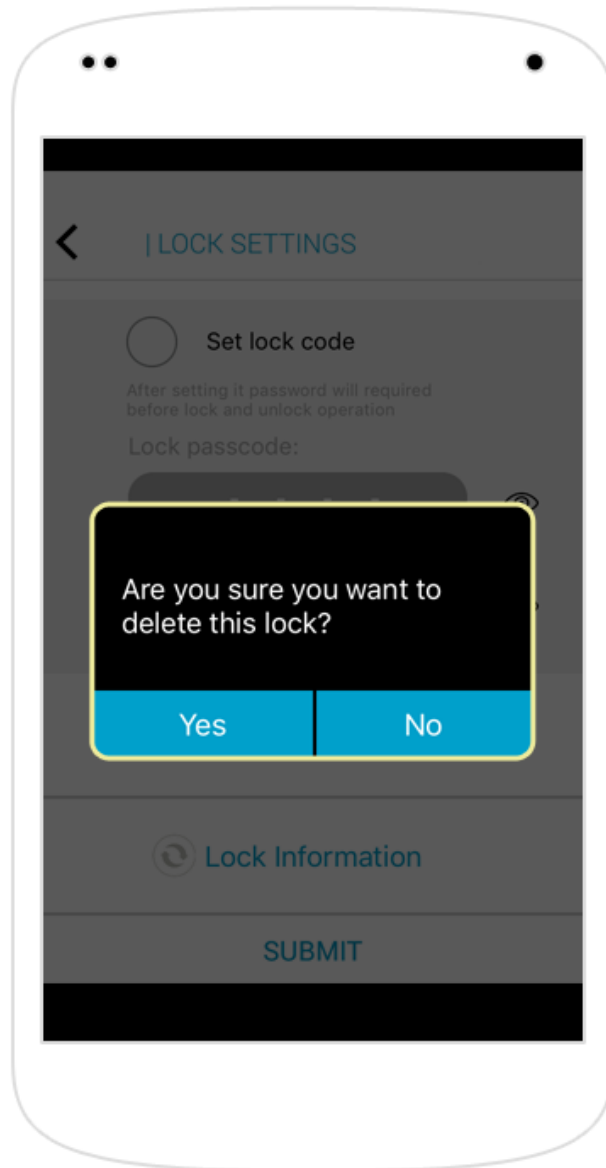 | LOCK SETTINGS
Set lock code
After setting it password will required
before lock and unlock operation
Lock passcode:
Are you sure you want to
delete this lock?
Yes
No
Lock Information
SUBMIT